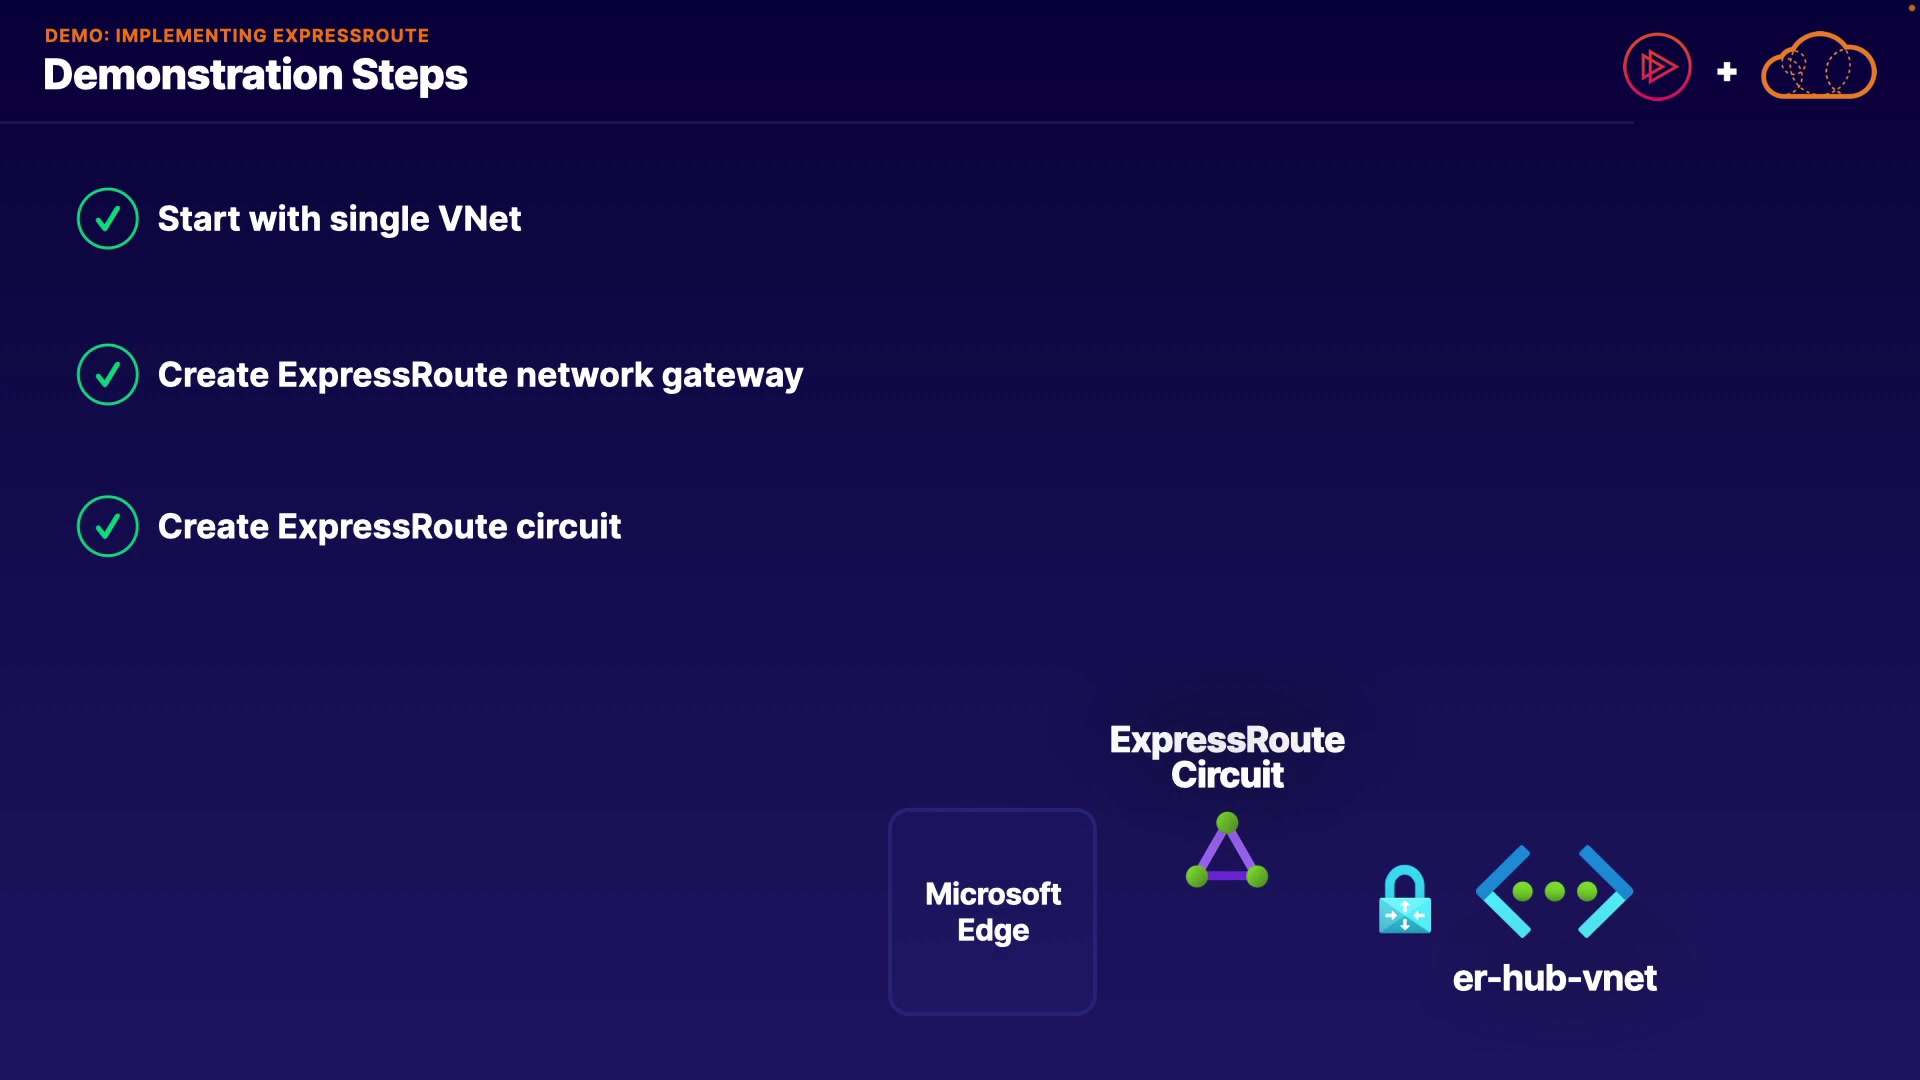 DEMO: IMPLEMENTING EXPRESSROUTE
Demonstration Steps
Start with single VNet
Create ExpressRoute network gateway
Create ExpressRoute circuit
ExpressRoute
Circuit
Microsoft
Edge
er-hub-vnet